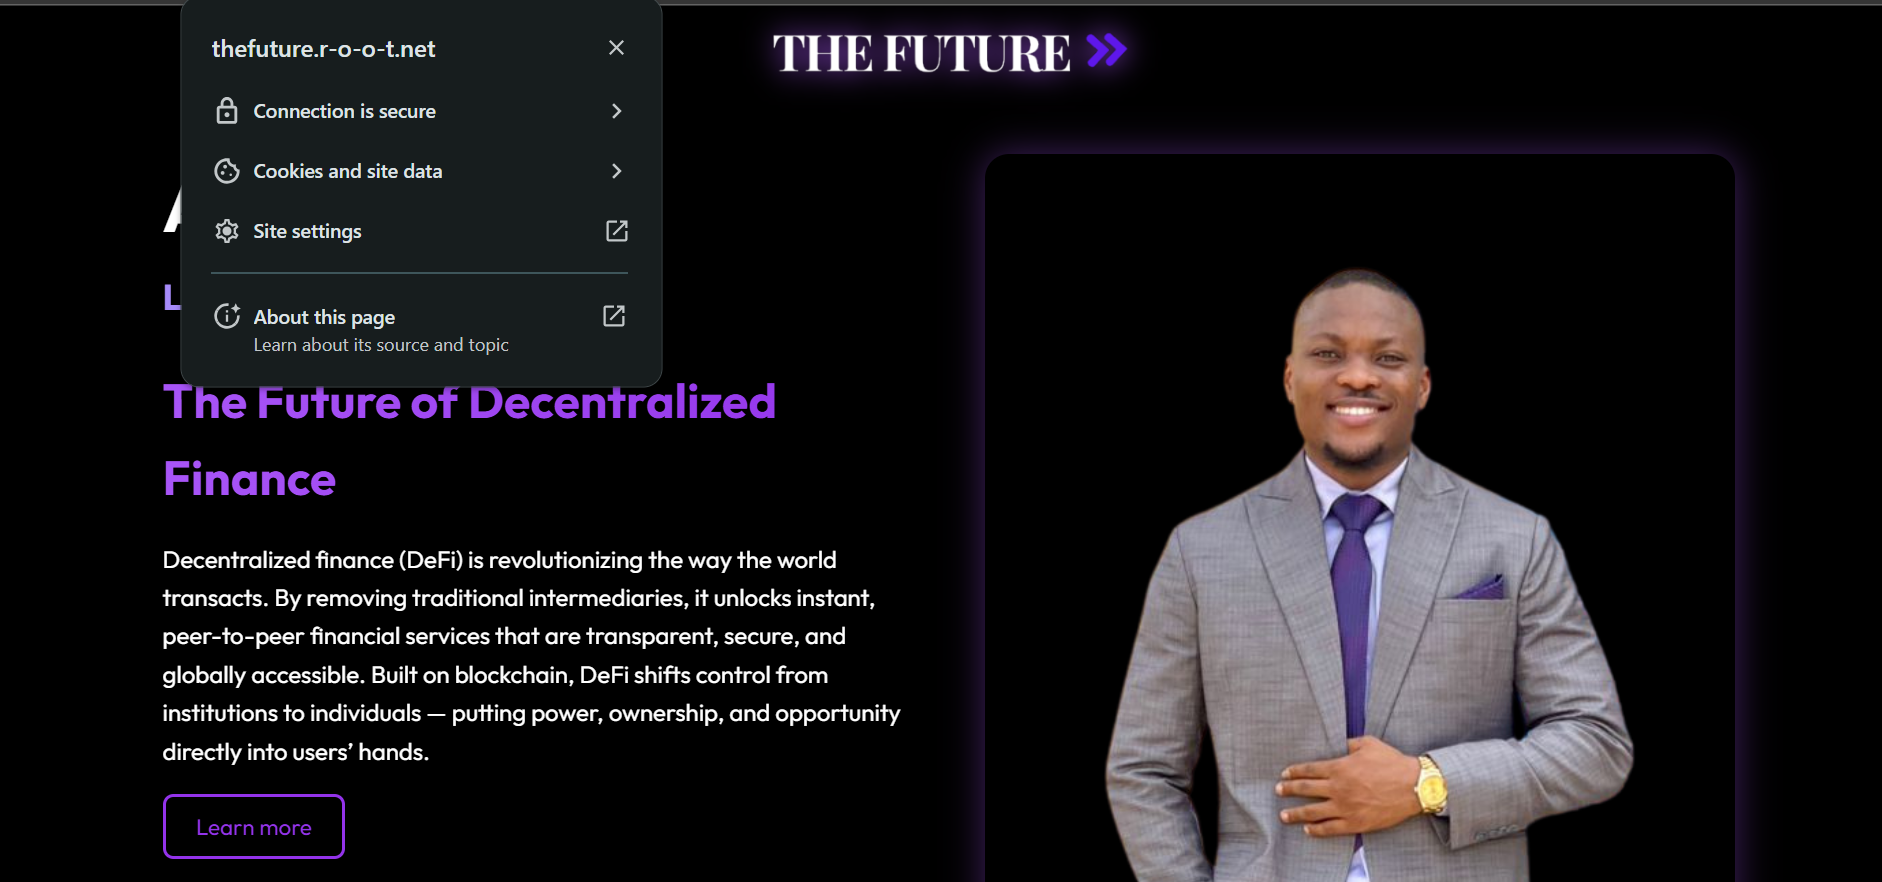 thefuture.r-o-o-t.net
Connection is secure
Cookies and site data
Site settings
About this page
Learn about its source and topic
THE FUTURE
The Future of Decentralized
Finance
Decentralized finance (DeFi) is revolutionizing the way the world
transacts. By removing traditional intermediaries, it unlocks instant,
peer-to-peer financial services that are transparent, secure, and
globally accessible. Built on blockchain, DeFi shifts control from
institutions to individuals — putting power, ownership, and opportunity
directly into users’ hands.
Learn more